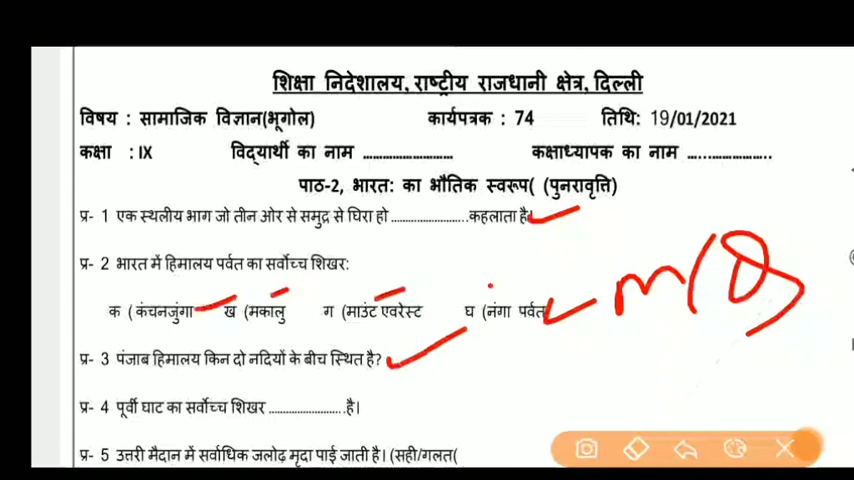 शिक्षा निदेशालय, राष्ट्रीय राजधानी क्षेत्र, दिल्ली
विषय : सामाजिक विज्ञान(भूगोल) कार्यपत्रक : 74 तिथि: 19/01/2021
कक्षा : IX विद्यार्थी का नाम ............................ कक्षाध्यापक का नाम ...………………..
पाठ-2, भारत: का भौतिक स्वरूप( (पुनरावृत्ति)
प्र- 1 एक स्थलीय भाग जो तीन ओर से समुद्र से घिरा हो ........................कहलाता है।
प्र- 2 भारत में हिमालय पर्वत का सर्वोच्च शिखर:
क ( कंचनजुंगा ख (मकालु ग (माउंट एवरेस्ट घ (नंगा पर्वत
प्र- 3 पंजाब हिमालय किन दो नदियों के बीच स्थित है?
प्र- 4 पूर्वी घाट का सर्वोच्च शिखर ........................है।
प्र- 5 उत्तरी मैदान में सर्वाधिक जलोढ़ मृदा पाई जाती है। (सही/गलत(